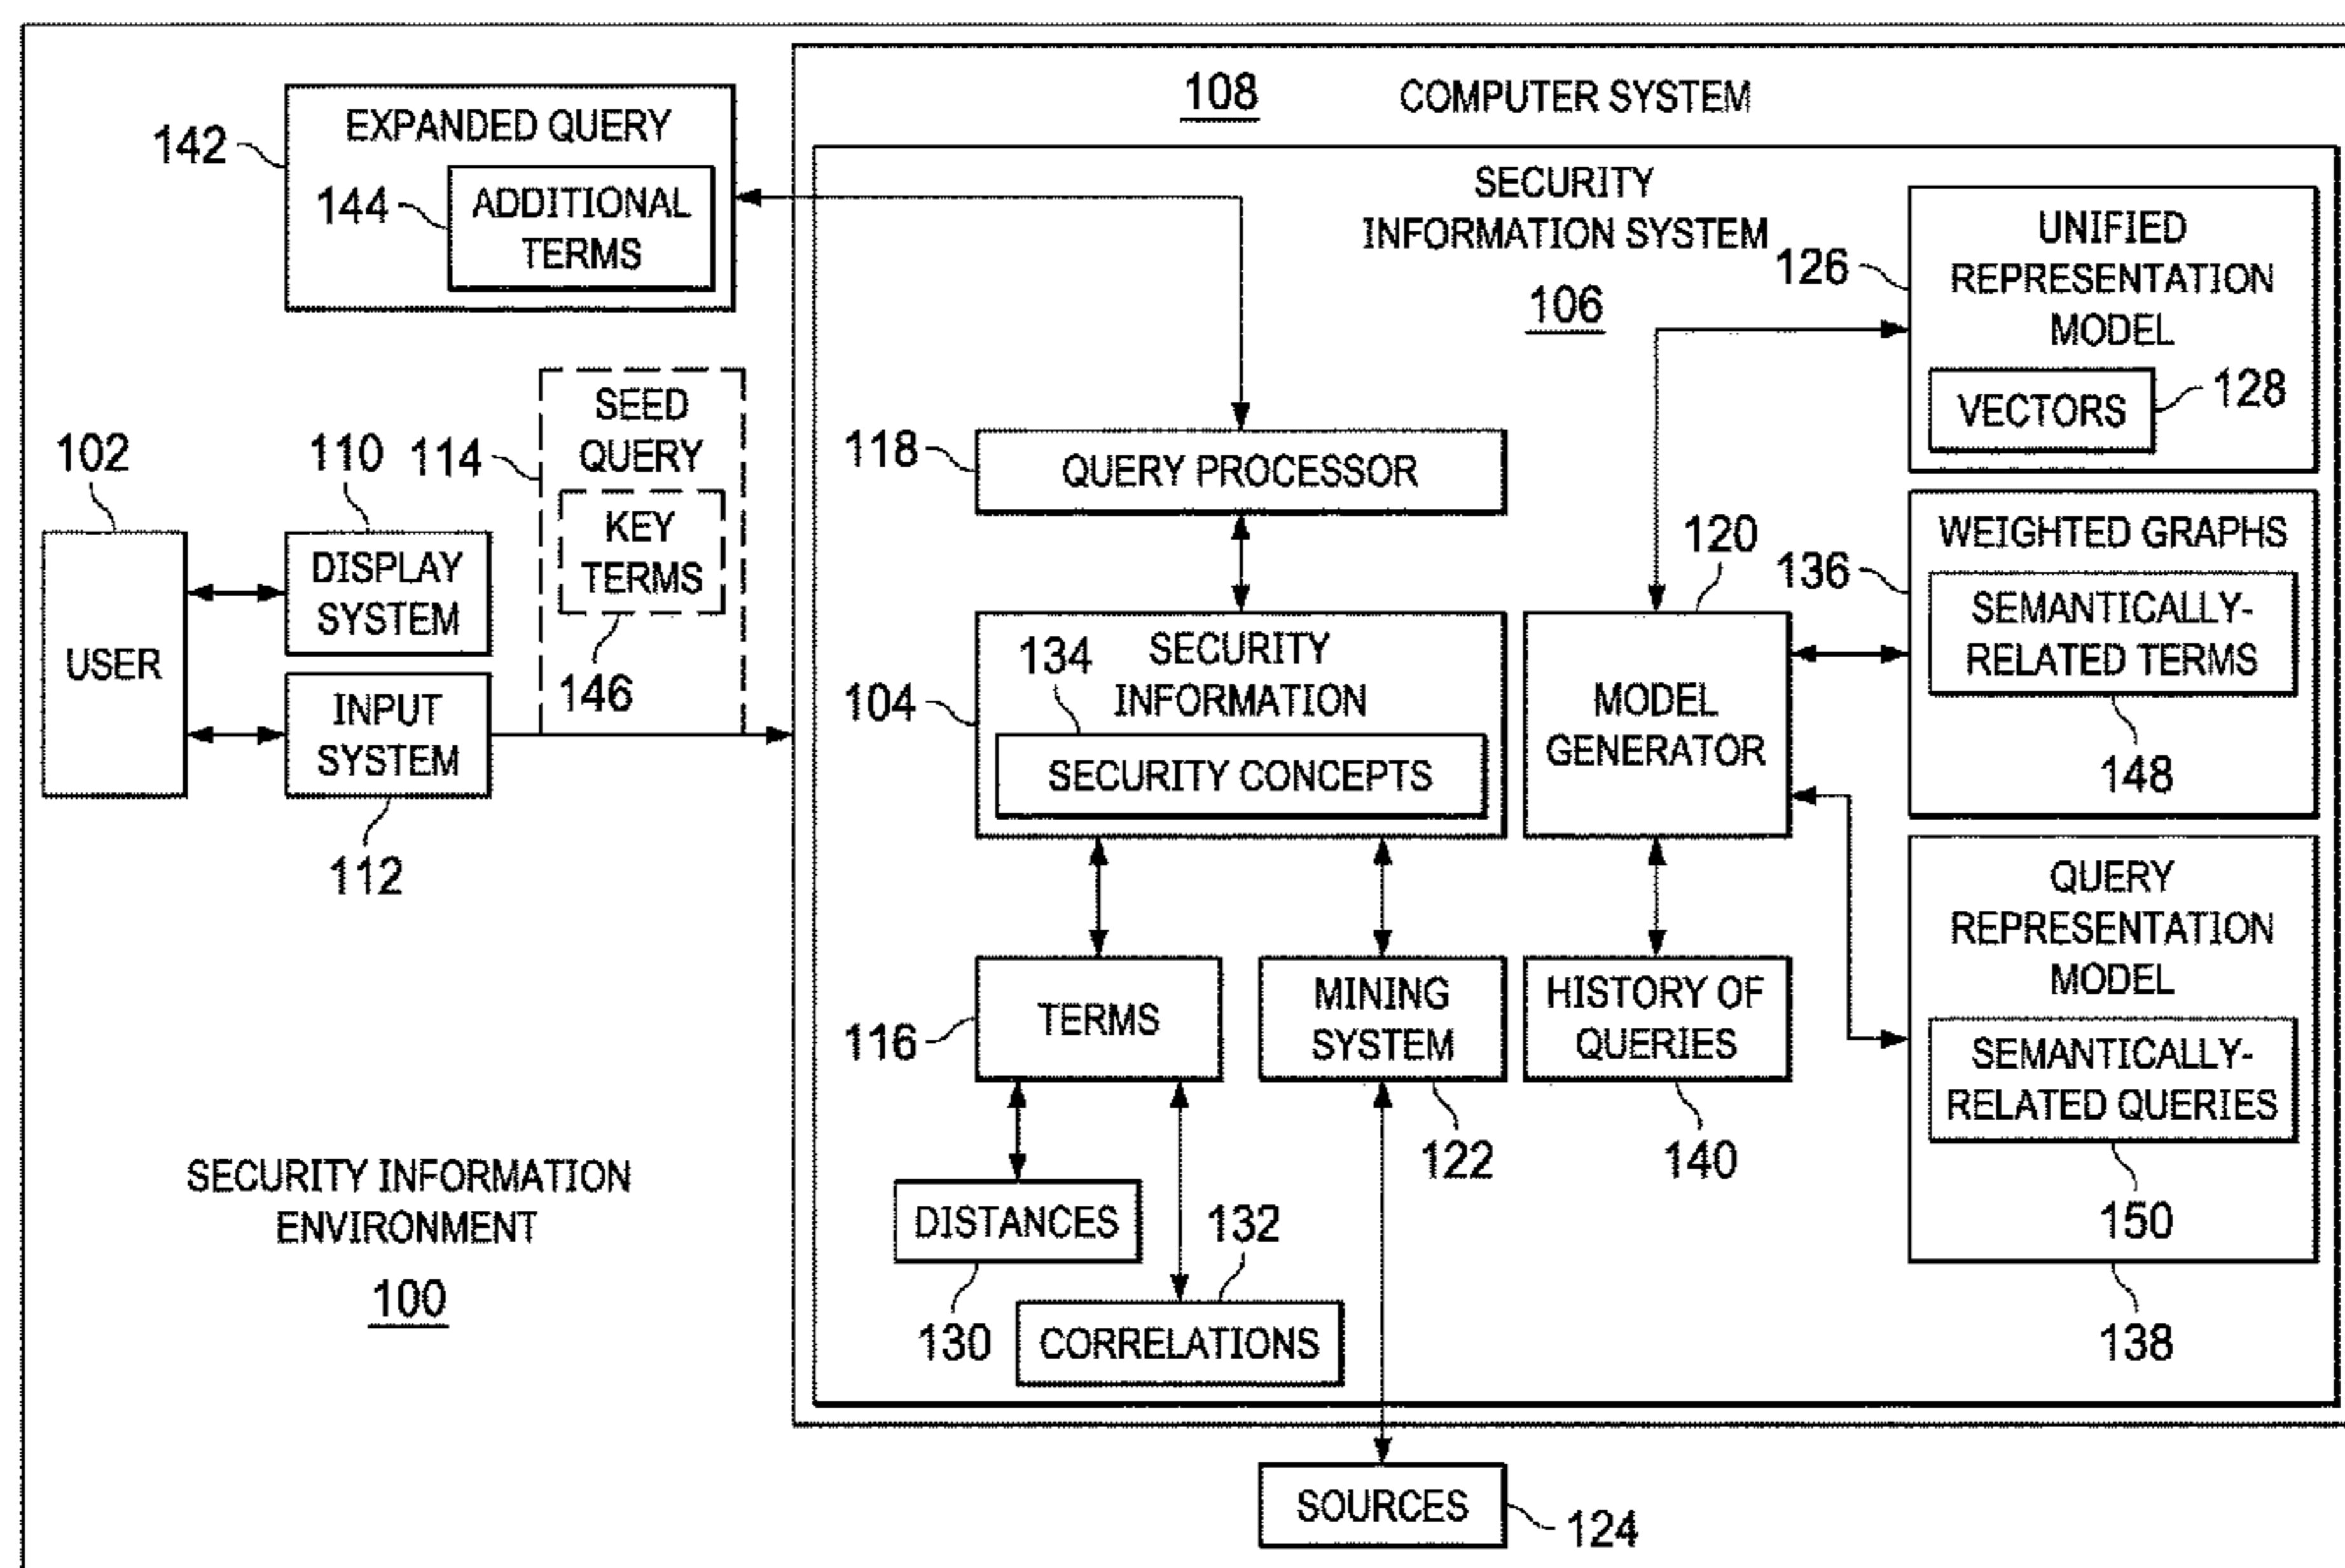 108 COMPUTER SYSTEM
EXPANDED QUERY
142
144
ADDITIONAL
TERMS
SECURITY
INFORMATION SYSTEM
106
UNIFIED
REPRESENTATION
MODEL
126
VECTORS
128
SEED
QUERY
114
KEY
TERMS
146
102
USER
110
DISPLAY
SYSTEM
INPUT
SYSTEM
112
118
QUERY PROCESSOR
120
MODEL
GENERATOR
WEIGHTED GRAPHS
136
SEMANTICALLY-
RELATED TERMS
148
SECURITY
INFORMATION
134
104
SECURITY CONCEPTS
QUERY
REPRESENTATION
MODEL
SEMANTICALLY-
RELATED QUERIES
150
138
116
TERMS
MINING
SYSTEM
122
HISTORY OF
QUERIES
140
DISTANCES
130
132
CORRELATIONS
SECURITY INFORMATION
ENVIRONMENT
100
SOURCES
124